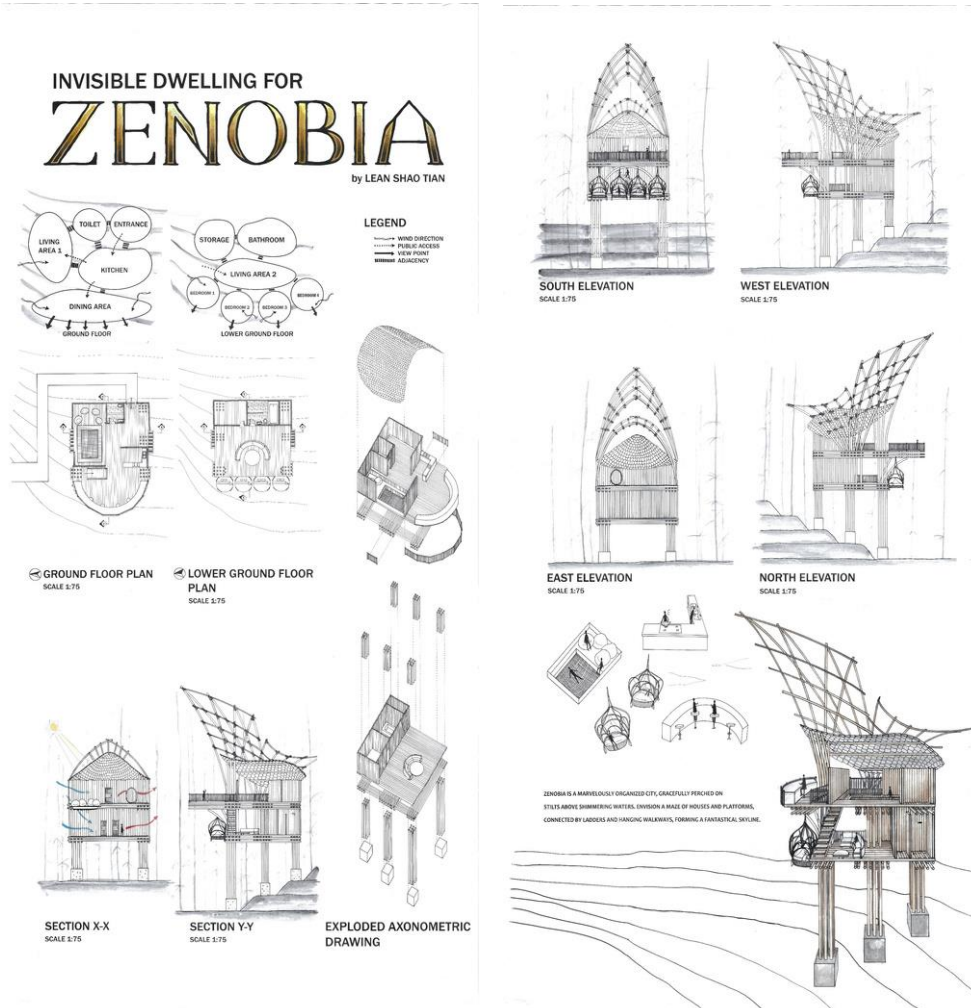 INVISIBLE DWELLING FOR
ZENOBIA
by LEAN SHAO TIAN
TOILET
ENTRANCE
LIVING
AREA 1
KITCHEN
DINING AREA
GROUND FLOOR
STORAGE
BATHROOM
LIVING AREA 2
BEDROOM 1
BEDROOM 2
BEDROOM 3
BEDROOM 4
LOWER GROUND FLOOR
LEGEND
WIND DIRECTION
PUBLIC ACCESS
VIEW POINT
ADJACENCY
GROUND FLOOR PLAN
SCALE 1:75
LOWER GROUND FLOOR
PLAN
SCALE 1:75
SECTION X-X
SCALE 1:75
SECTION Y-Y
SCALE 1:75
EXPLODED AXONOMETRIC
DRAWING
SOUTH ELEVATION
SCALE 1:75
WEST ELEVATION
SCALE 1:75
EAST ELEVATION
SCALE 1:75
NORTH ELEVATION
SCALE 1:75
ZENOBIA IS A MARVELOUSLY ORGANIZED CITY, GRACEFULLY PERCHED ON
STILTS ABOVE SHIMMERING WATERS. ENVISION A MAZE OF HOUSES AND PLATFORMS,
CONNECTED BY LADDERS AND HANGING WALKWAYS, FORMING A FANTASTICAL SKYLINE.